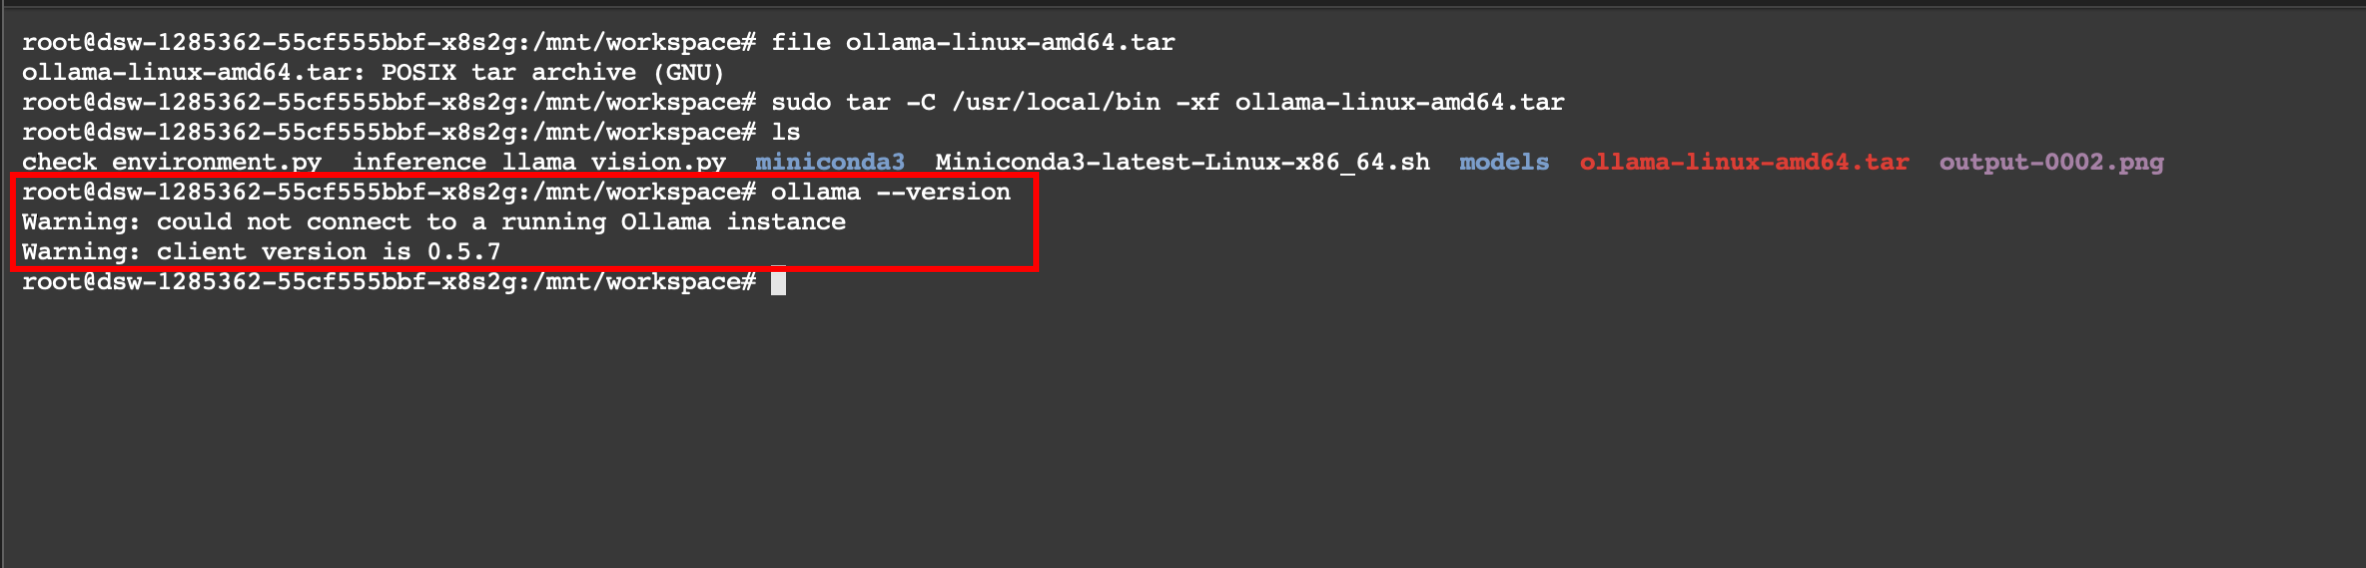 root@dsw-1285362-55cf555bbf-x8s2g:/mnt/workspace# file ollama-linux-amd64.tar
ollama-linux-amd64.tar: POSIX tar archive (GNU)
root@dsw-1285362-55cf555bbf-x8s2g:/mnt/workspace# sudo tar -C /usr/local/bin -xf ollama-linux-amd64.tar
root@dsw-1285362-55cf555bbf-x8s2g:/mnt/workspace# ls
check_environment.py  inference_llama_vision.py  miniconda3  Miniconda3-latest-Linux-x86_64.sh  models  ollama-linux-amd64.tar  output-0002.png
root@dsw-1285362-55cf555bbf-x8s2g:/mnt/workspace# ollama --version
Warning: could not connect to a running Ollama instance
Warning: client version is 0.5.7
root@dsw-1285362-55cf555bbf-x8s2g:/mnt/workspace#